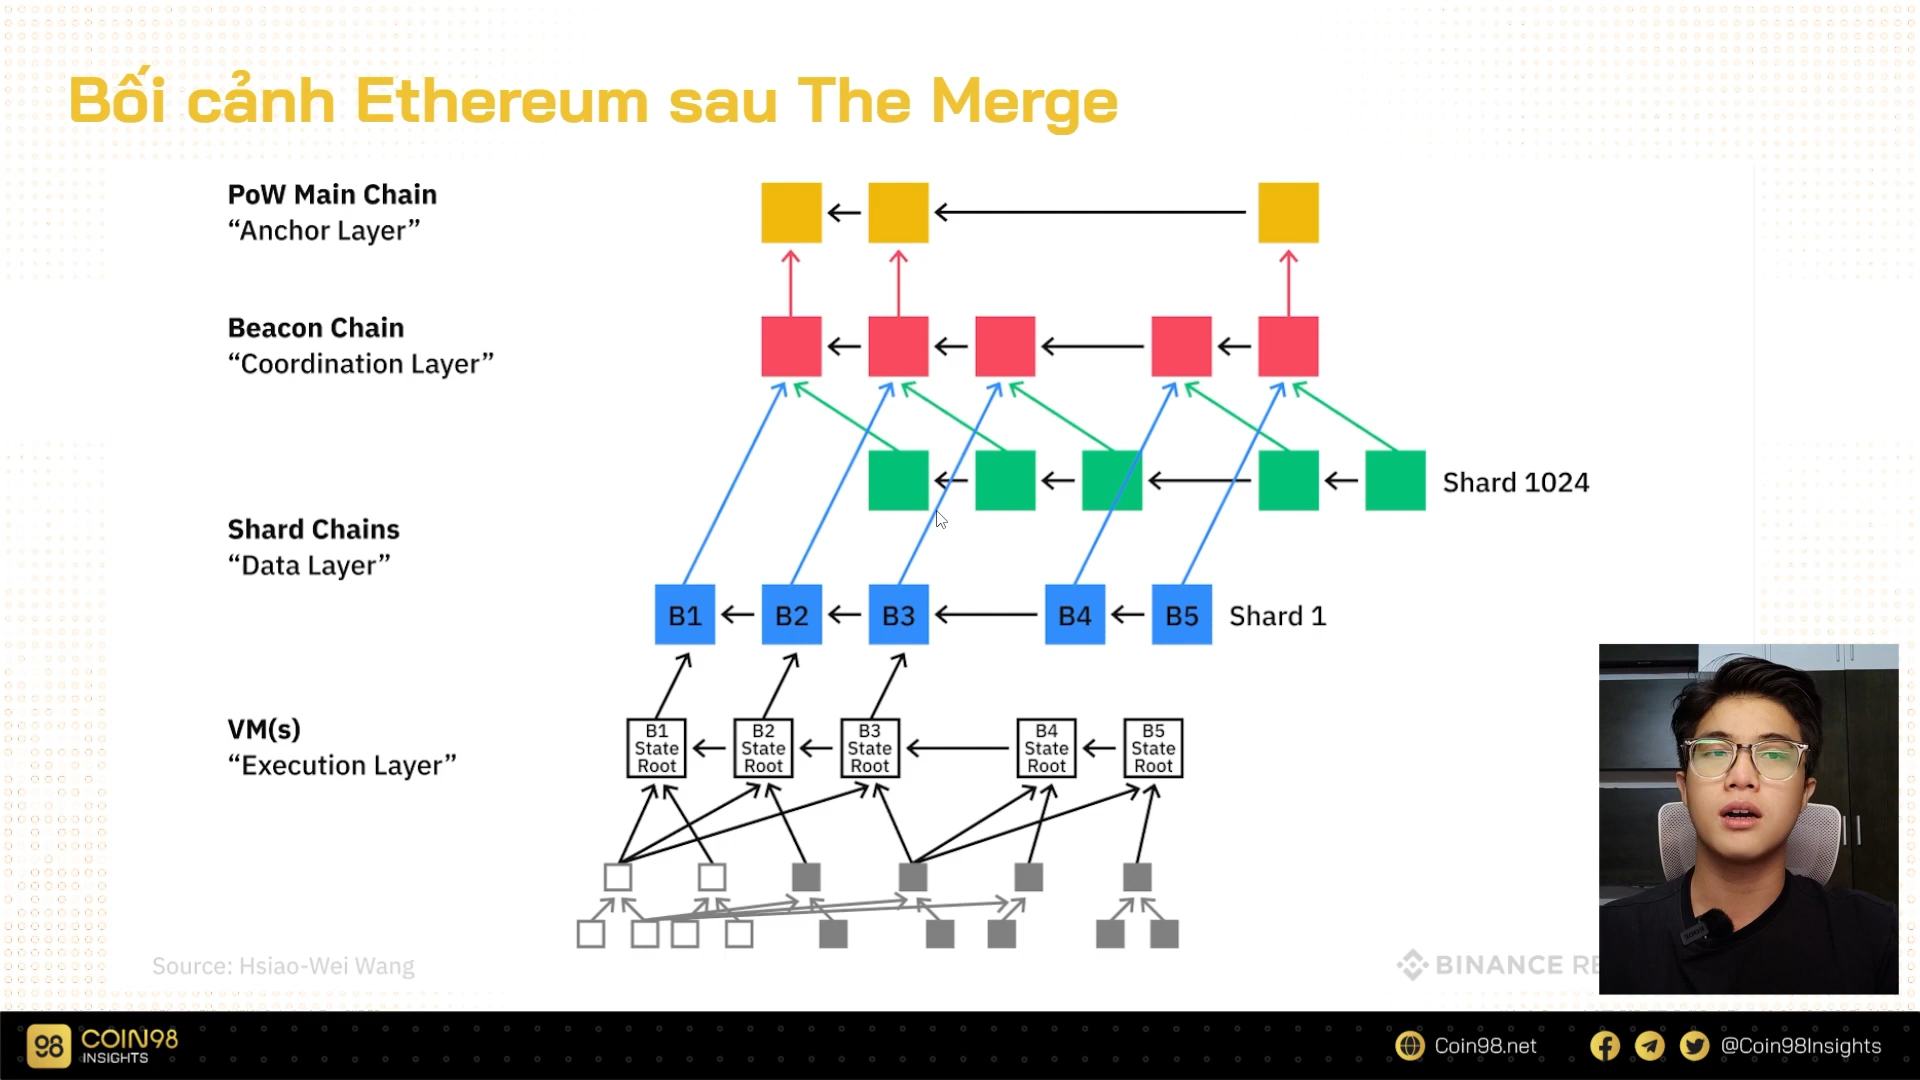 Bối cảnh Ethereum sau The Merge
PoW Main Chain
“Anchor Layer”
Beacon Chain
“Coordination Layer”
Shard 1024
Shard Chains
“Data Layer”
B1
B2
B3
B4
B5
Shard 1
VM(s)
“Execution Layer”
B1
State
Root
B2
State
Root
B3
State
Root
B4
State
Root
B5
State
Root
Source: Hsiao-Wei Wang
BINANCE RE
98
COIN98
INSIGHTS
Coin98.net
@Coin98Insights